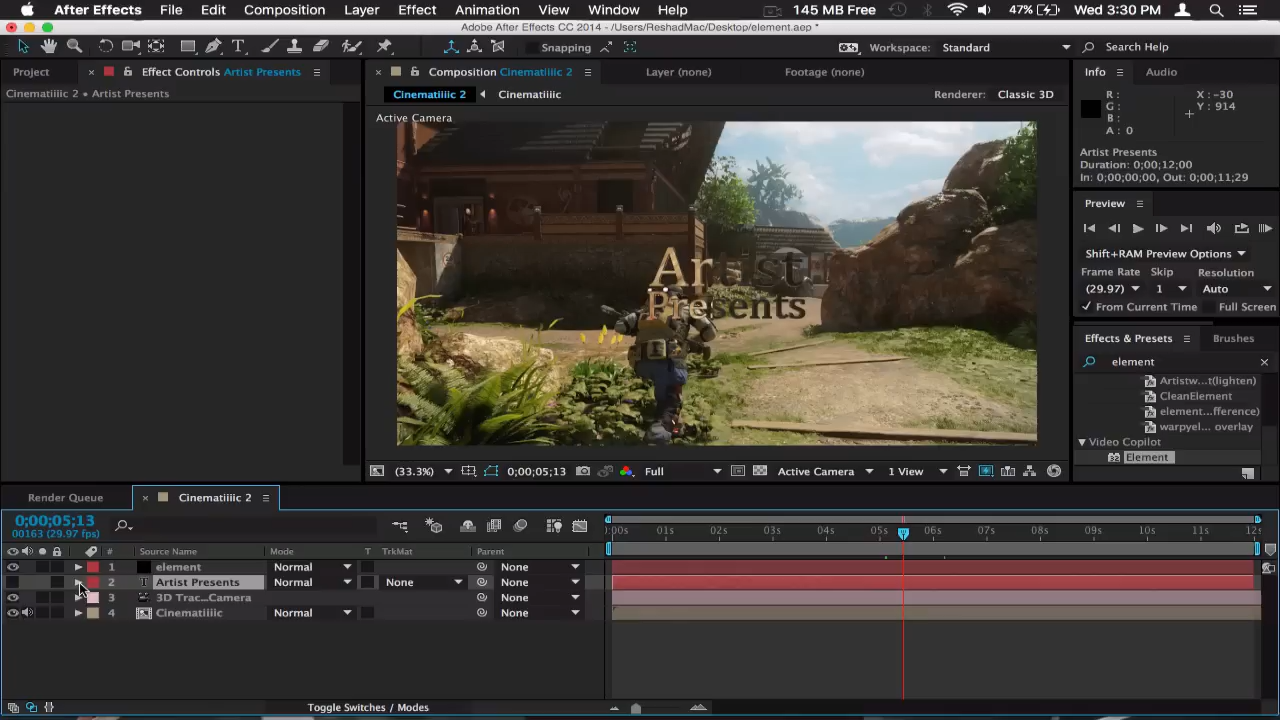 After Effects File Edit Composition Layer Effect Animation View Window Help 145 MB Free 47% Wed 3:30 PM
Adobe After Effects CC 2014 - /Users/ReshadMac/Desktop/element.aep *
T Snapping Workspace: Standard Search Help
Project × Effect Controls Artist Presents × Composition Cinematiiiic 2 Layer (none) Footage (none) Info Audio
Cinematiiiic 2 • Artist Presents Cinematiiiic 2 Cinematiiiic Renderer: Classic 3D
R : X : -30
G : Y : 914
B :
A : 0
Active Camera
Artist Presents
Duration: 0;00;12;00
In: 0;00;00;00, Out: 0;00;11;29
Preview
Shift+RAM Preview Options
Frame Rate Skip Resolution
(29.97) 1 Auto
From Current Time Full Screen
Artist
Presents
Effects & Presets Brushes
element
Artistw...t(lighten)
CleanElement
element...fference)
warpyel... overlay
Video Copilot
Element
(33.3%) 0;00;05;13 Full Active Camera 1 View
Render Queue × Cinematiiiic 2
0;00;05;13
00163 (29.97 fps)
):00s 01s 02s 03s 04s 05s 06s 07s 08s 09s 10s 11s 12
# Source Name Mode T TrkMat Parent
1 element Normal None
2 T Artist Presents Normal None None
3 3D Trac...Camera None
4 Cinematiiiic Normal None
Toggle Switches / Modes